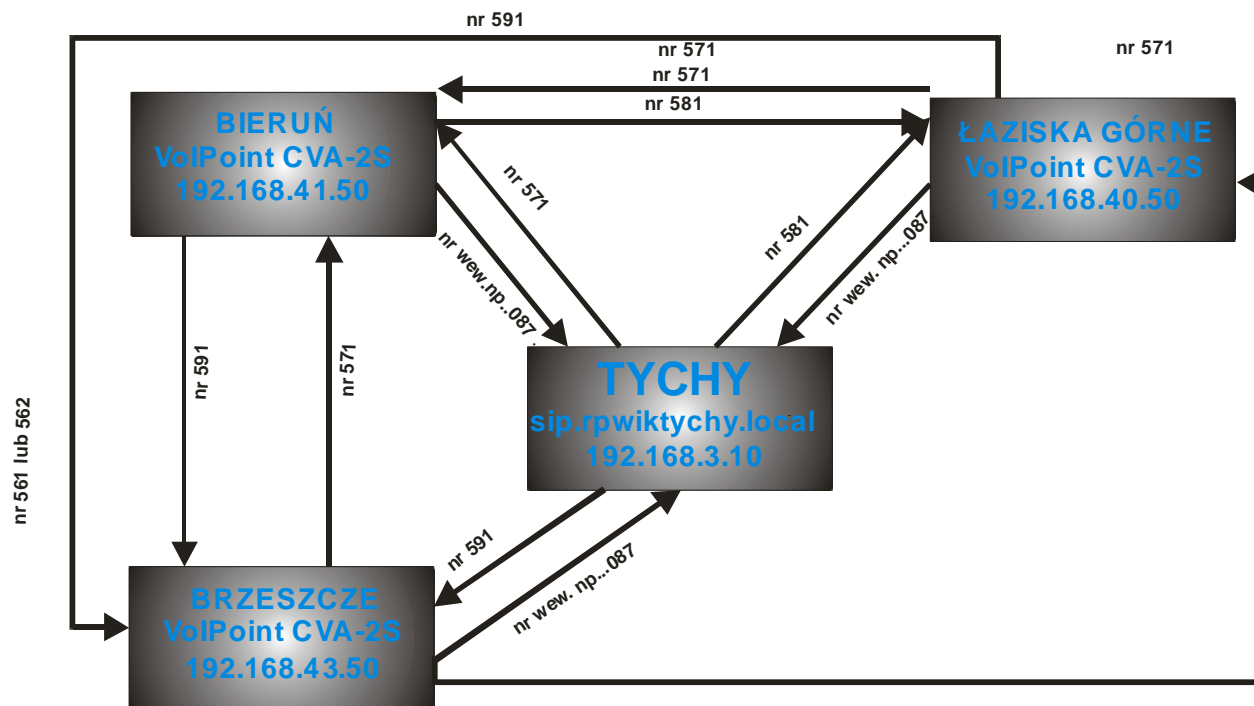 nr 591
nr 571
nr 571
nr 571
nr 581
BIERUŃ
VoIPoint CVA-2S
192.168.41.50
ŁAZISKA GÓRNE
VoIPoint CVA-2S
192.168.40.50
nr 571
nr 581
nr wew.np..087..
nr wew. np...087
TYCHY
sip.rpwiktychy.local
192.168.3.10
nr 591
nr 571
nr 561 lub 562
nr 591
nr wew. np...087
BRZESZCZE
VoIPoint CVA-2S
192.168.43.50